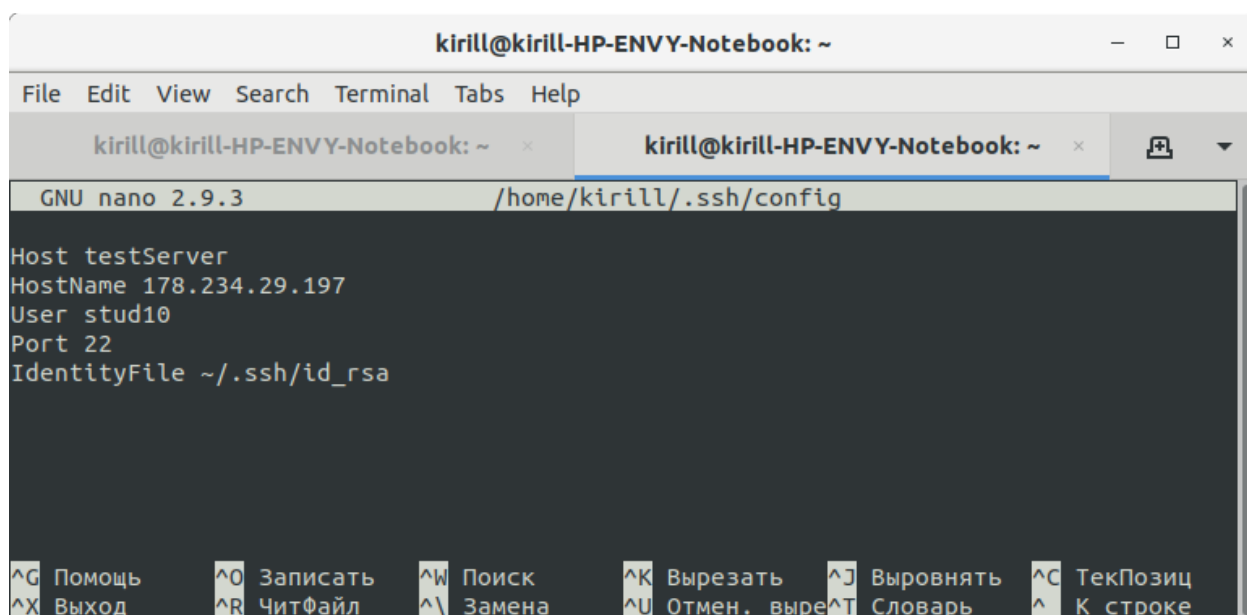 kirill@kirill-HP-ENVY-Notebook: ~
File Edit View Search Terminal Tabs Help
kirill@kirill-HP-ENVY-Notebook: ~ × kirill@kirill-HP-ENVY-Notebook: ~ ×
GNU nano 2.9.3 /home/kirill/.ssh/config
Host testServer
HostName 178.234.29.197
User stud10
Port 22
IdentityFile ~/.ssh/id_rsa
^G Помощь ^O Записать ^W Поиск ^K Вырезать ^J Выровнять ^C ТекПозиц
^X Выход ^R ЧитФайл ^\ Замена ^U Отмен. выре^T Словарь ^_ К строке